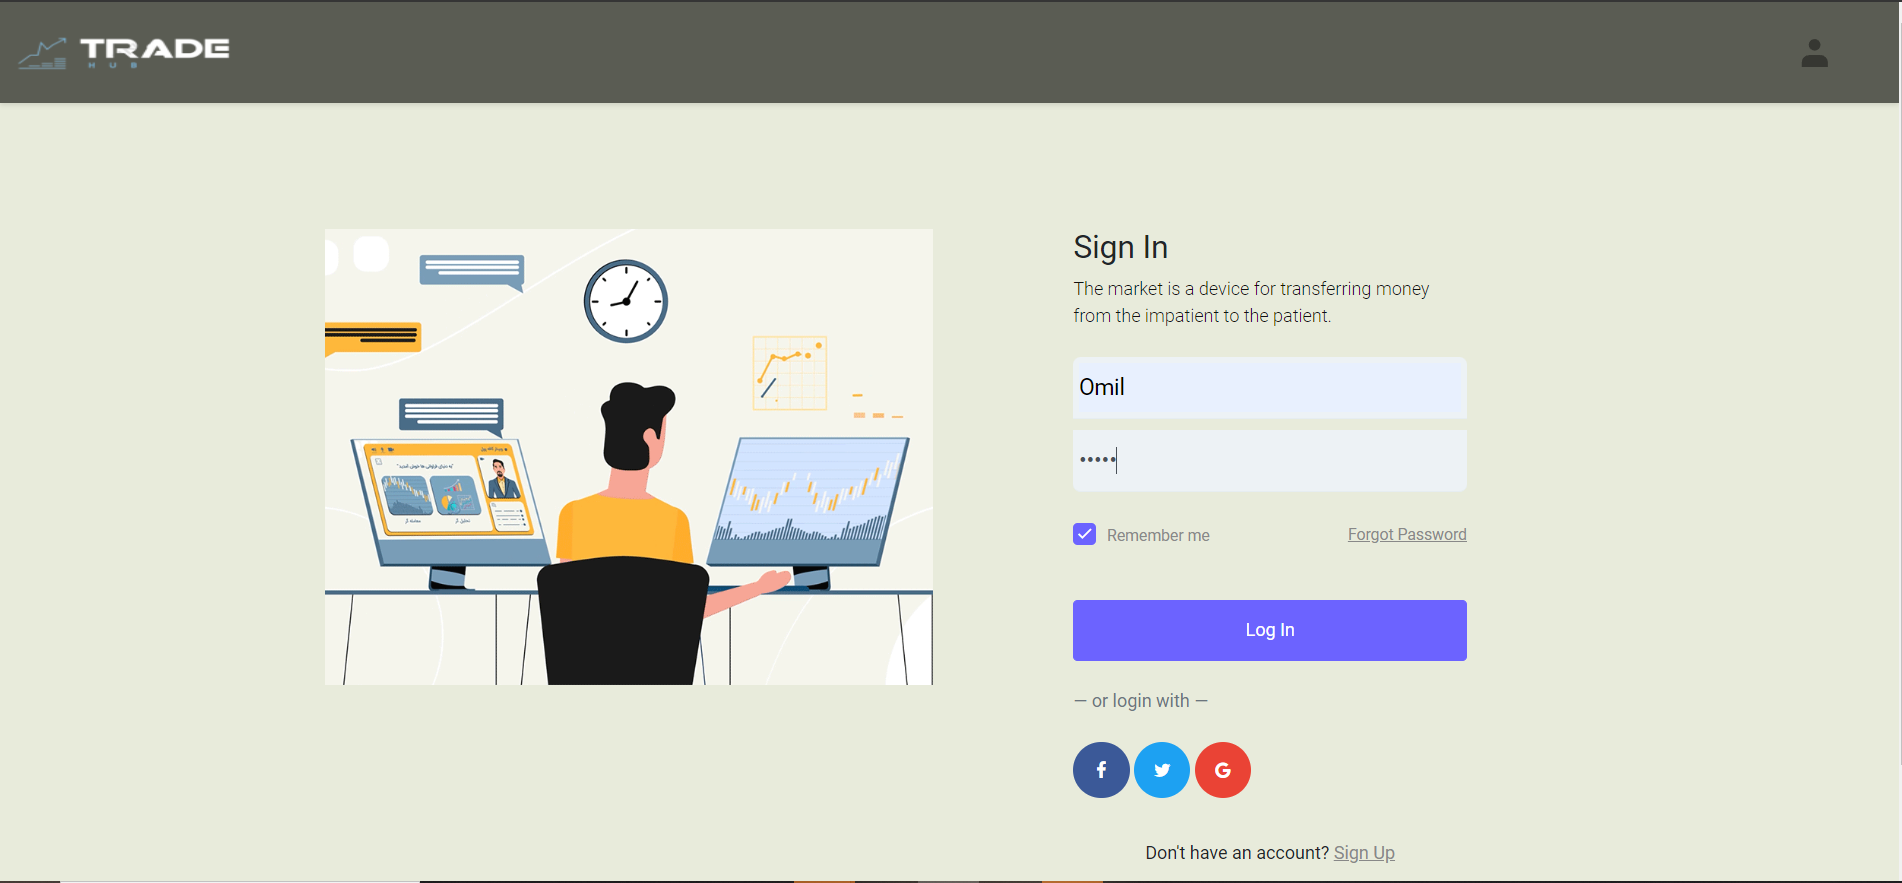 TRADE
HUB
Sign In
The market is a device for transferring money
from the impatient to the patient.
Omil
•••••
Remember me
Forgot Password
Log In
— or login with —
Don't have an account? Sign Up